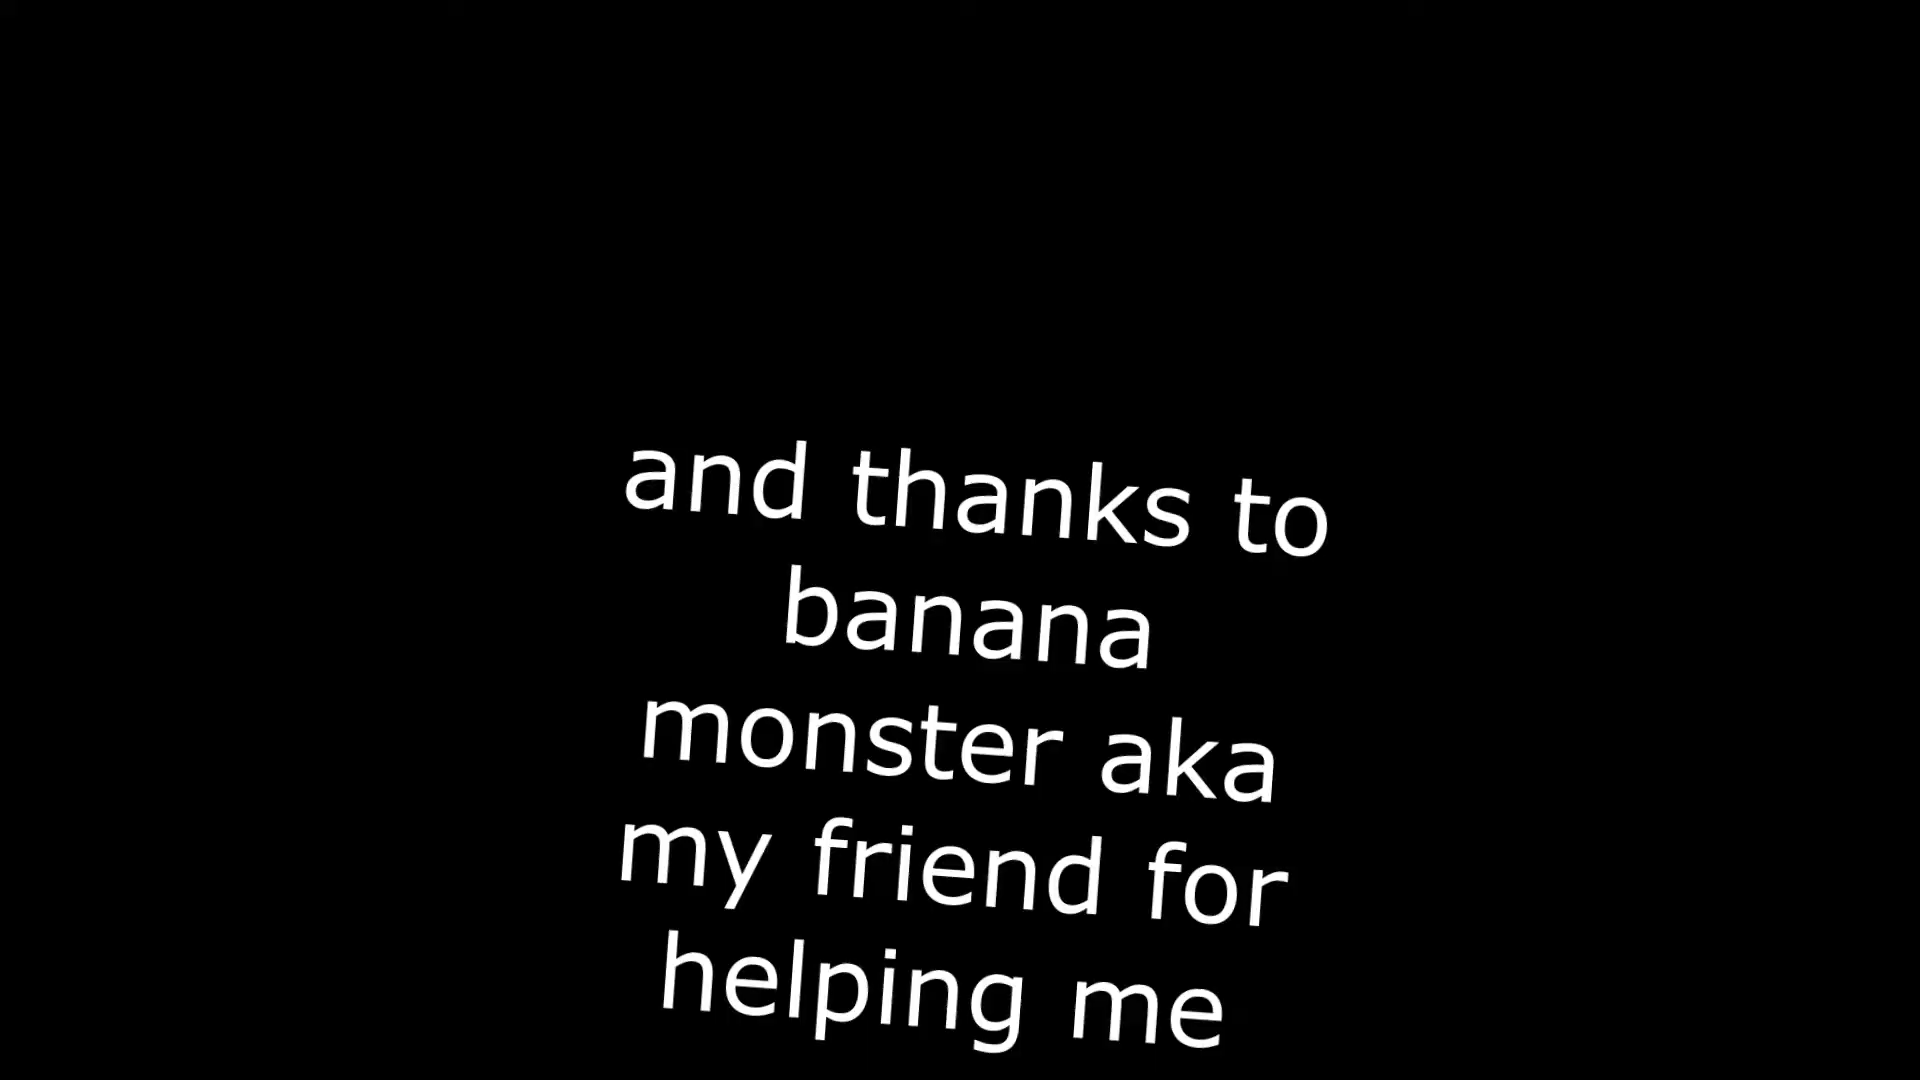 and thanks to
banana
monster aka
my friend for
helping me